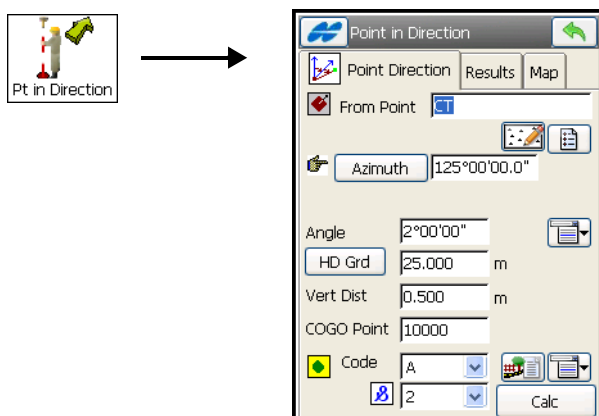 Pt in Direction
Point in Direction
Point Direction Results Map
From Point CT
Azimuth 125°00'00.0"
Angle 2°00'00"
HD Grd 25.000 m
Vert Dist 0.500 m
COGO Point 10000
Code A
2
Calc